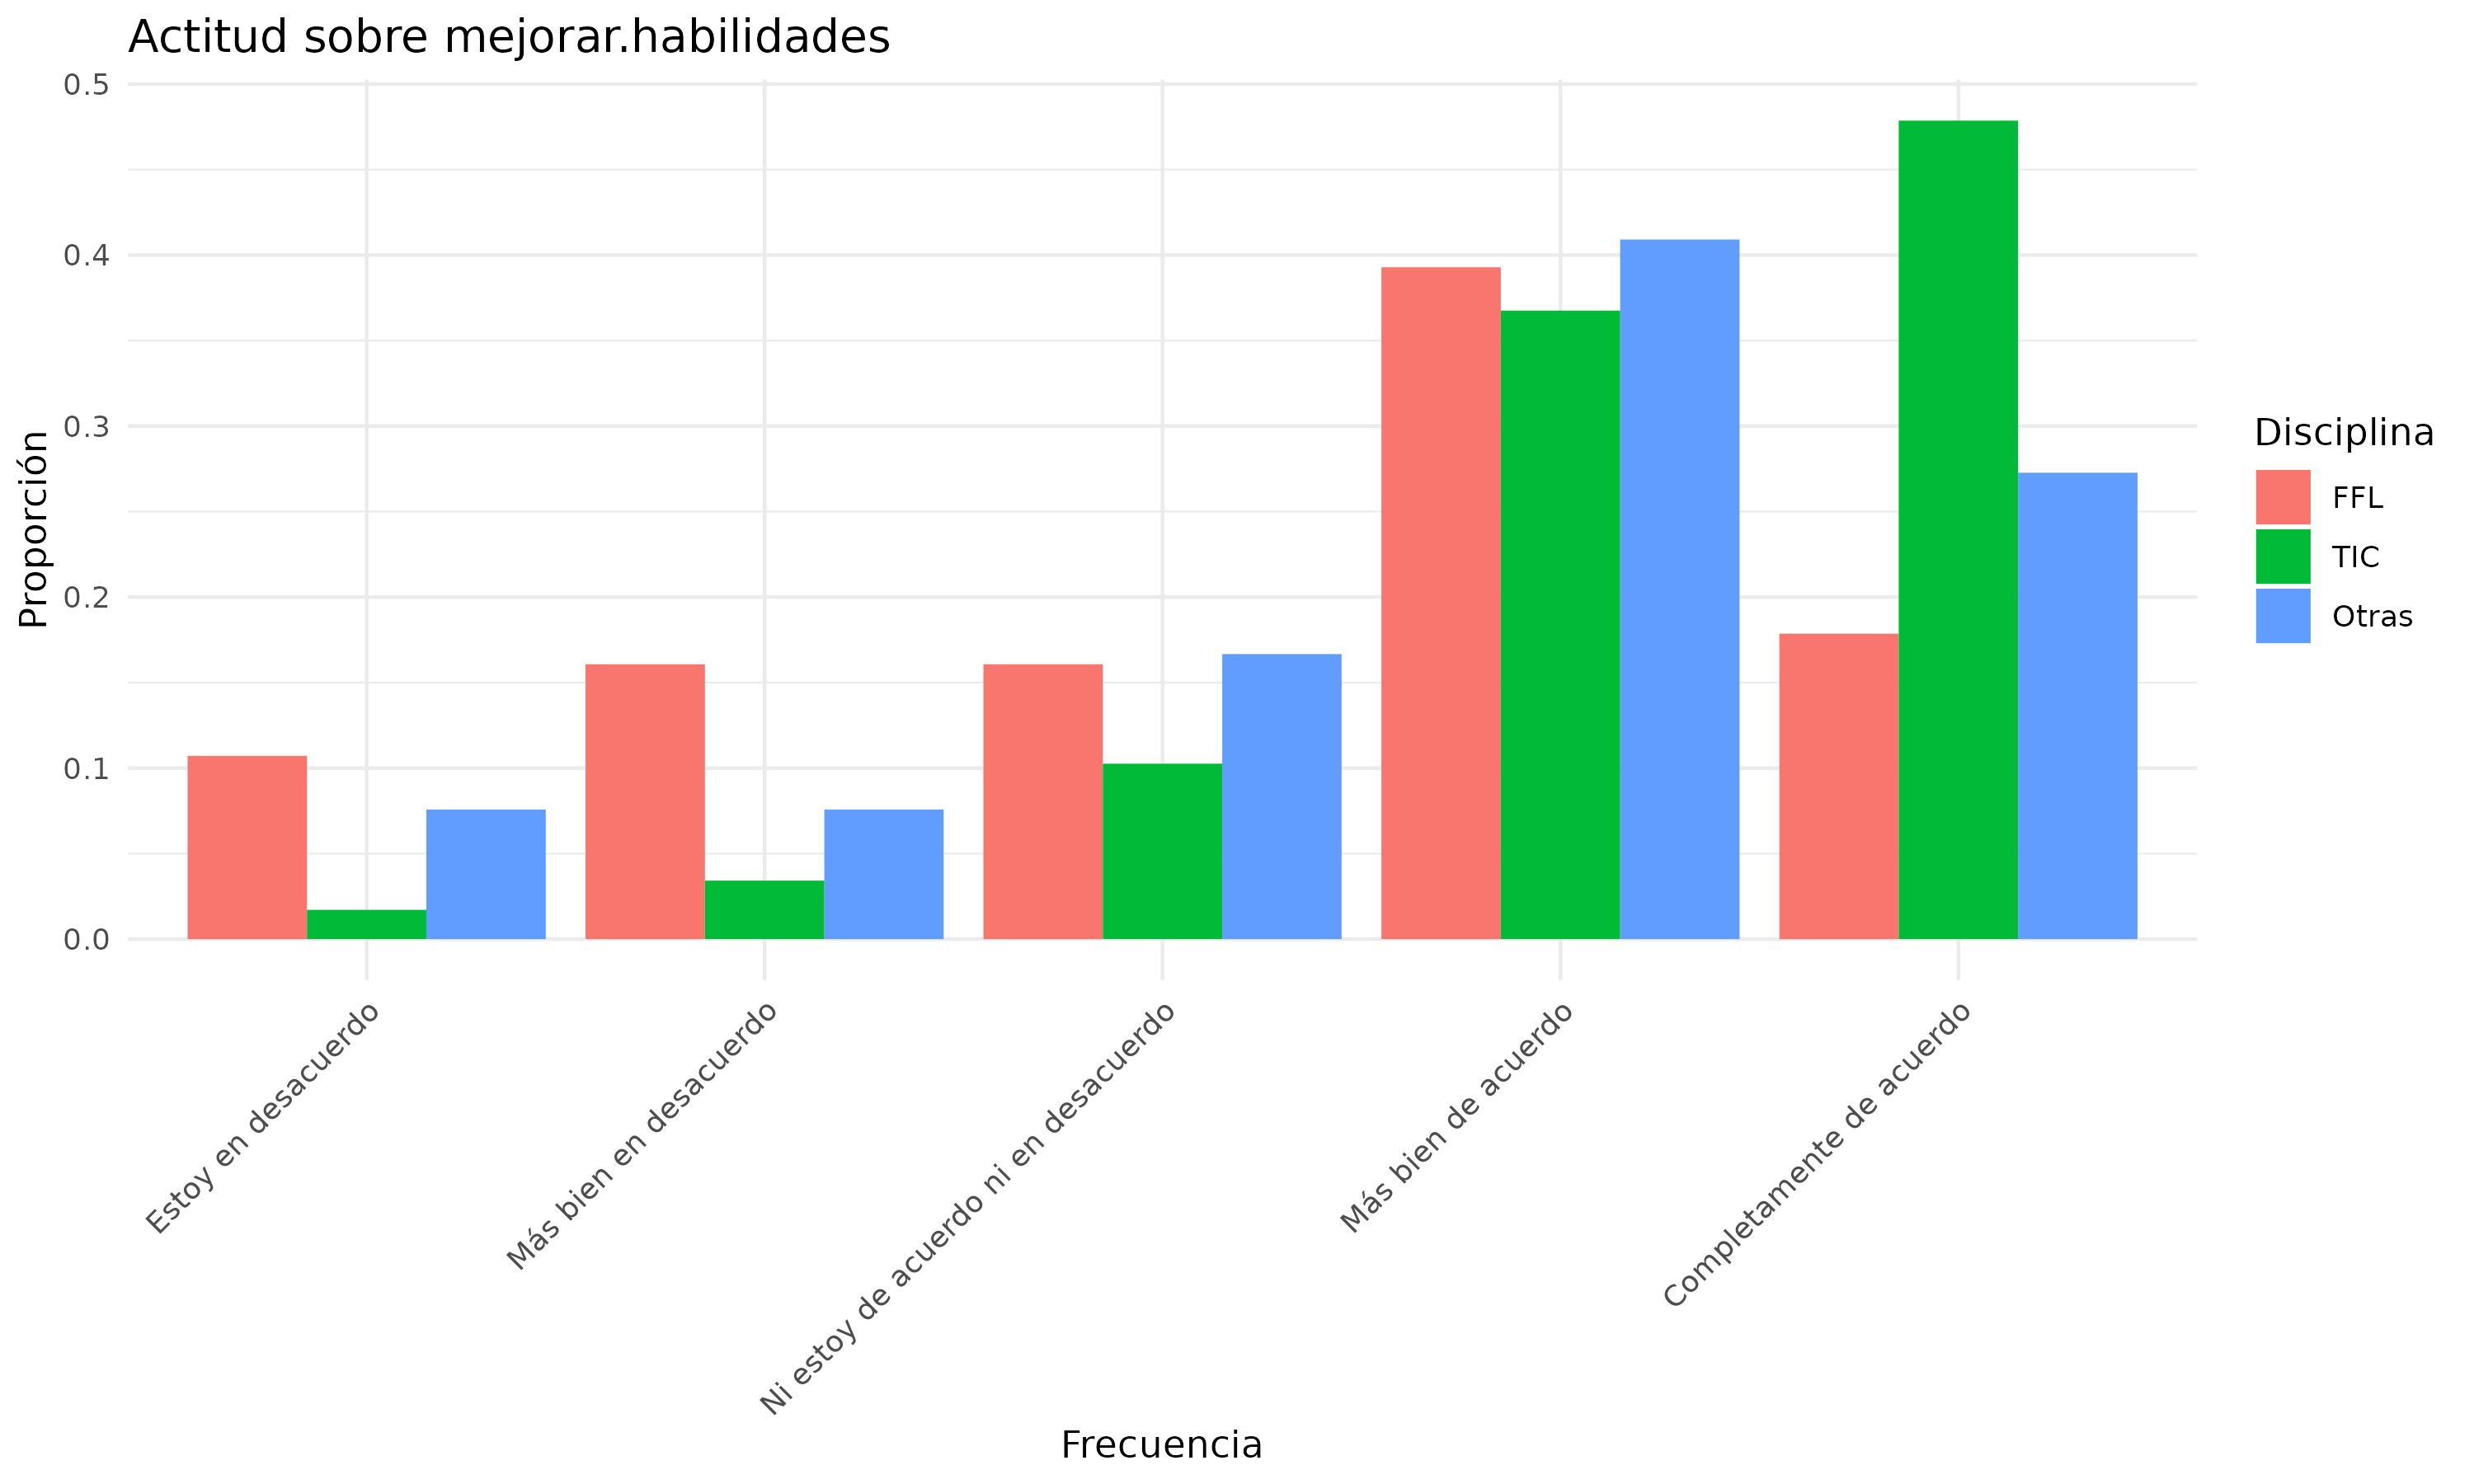 Actitud sobre mejorar.habilidades
0.5
0.4
0.3
0.2
0.1
0.0
Proporción
Estoy en desacuerdo
Más bien en desacuerdo
Ni estoy de acuerdo ni en desacuerdo
Más bien de acuerdo
Completamente de acuerdo
Frecuencia
Disciplina
FFL
TIC
Otras